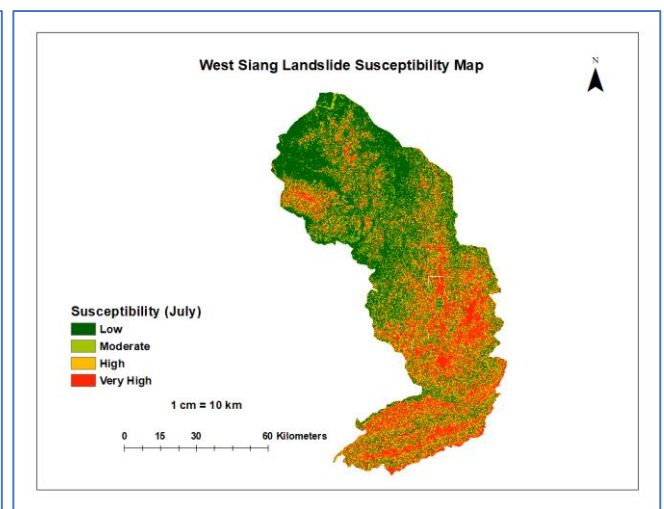 West Siang Landslide Susceptibility Map
N
Susceptibility (July)
Low
Moderate
High
Very High
1 cm = 10 km
0 15 30 60 Kilometers